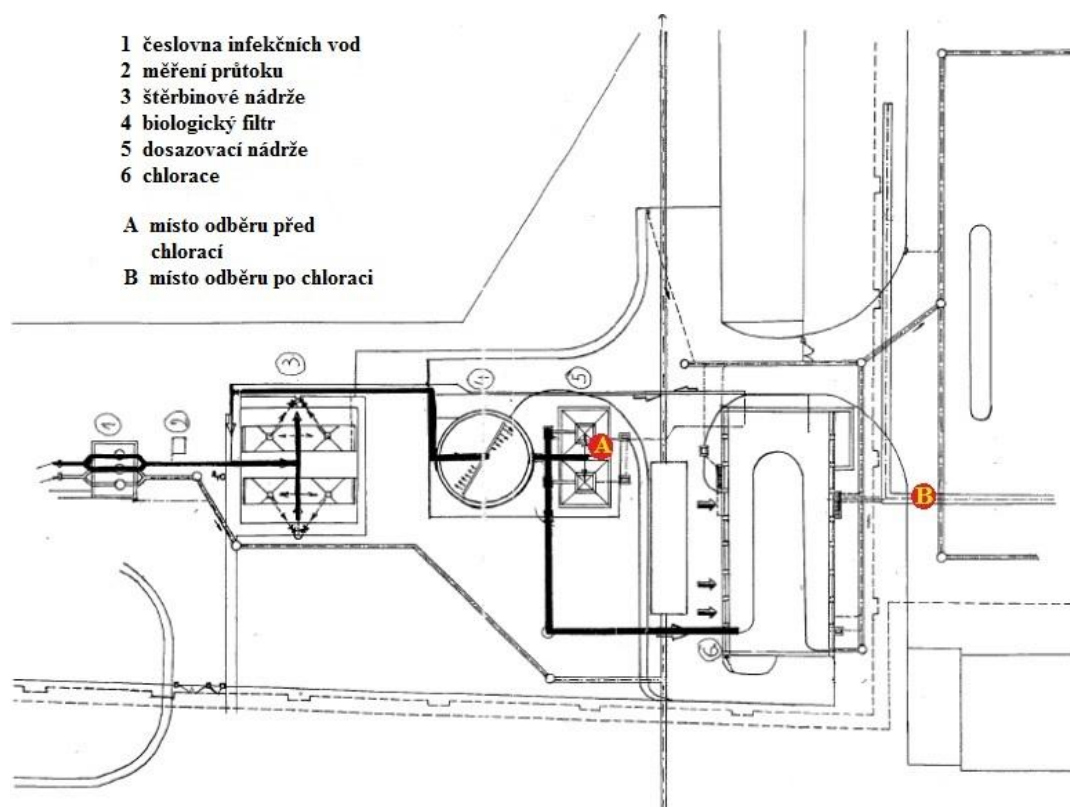 1 česlovna infekčních vod
2 měření průtoku
3 štěrbinové nádrže
4 biologický filtr
5 dosazovací nádrže
6 chlorace
A místo odběru před
chlorací
B místo odběru po chloraci
3
4
5
1
2
A
B
6